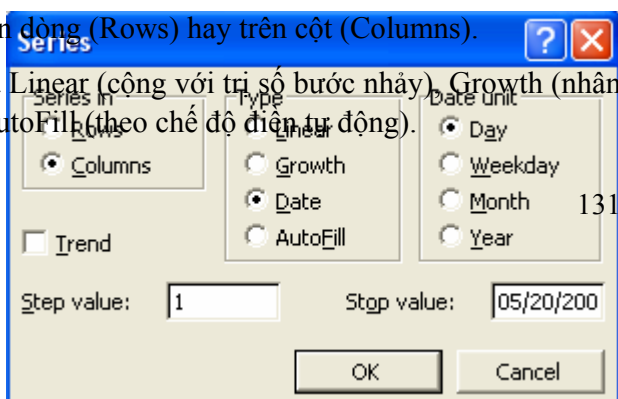 n dòng (Rows) hay trên cột (Columns).
Series
Linear (cộng với trị số bước nhảy), Growth (nhân
Series in Type Date unit
utoFill (theo chế độ điền tự động).
Rows Linear Day
Columns Growth Weekday
Date Month 131
Trend AutoFill Year
Step value: 1 Stop value: 05/20/200
OK Cancel